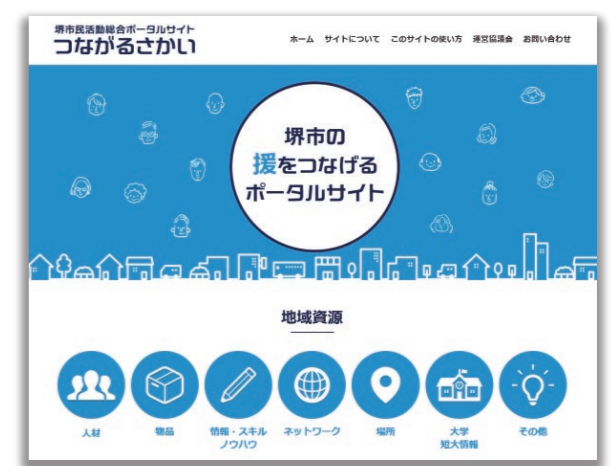 堺市民活動総合ポータルサイト
つながるさかい
ホーム サイトについて このサイトの使い方 運営協議会 お問い合わせ
堺市の
援をつなげる
ポータルサイト
地域資源
人材
物品
情報・スキル
ノウハウ
ネットワーク
場所
大学
短大情報
その他